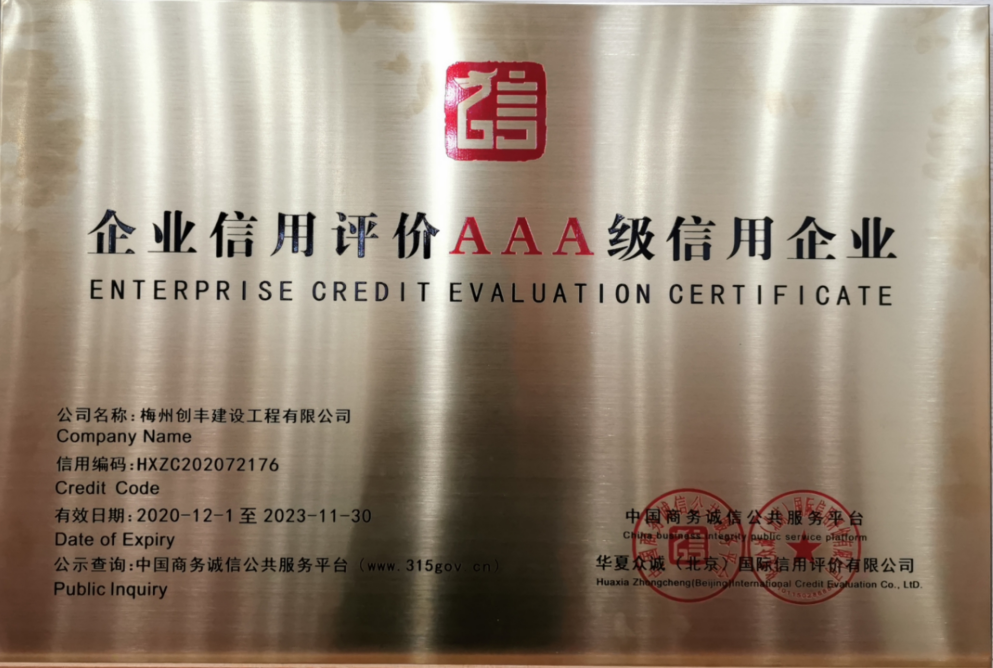 信
企业信用评价AAA级信用企业
ENTERPRISE CREDIT EVALUATION CERTIFICATE
公司名称:梅州创丰建设工程有限公司
Company Name
信用编码:HXZC202072176
Credit Code
有效日期:2020-12-1至2023-11-30
Date of Expiry
公示查询:中国商务诚信公共服务平台(www.315gov.cn)
Public Inquiry
中国商务诚信公共服务平台
China business integrity public service platform
华夏众诚(北京)国际信用评价有限公司
Huaxia Zhongcheng(Beijing)International Credit Evaluation Co., LTD.